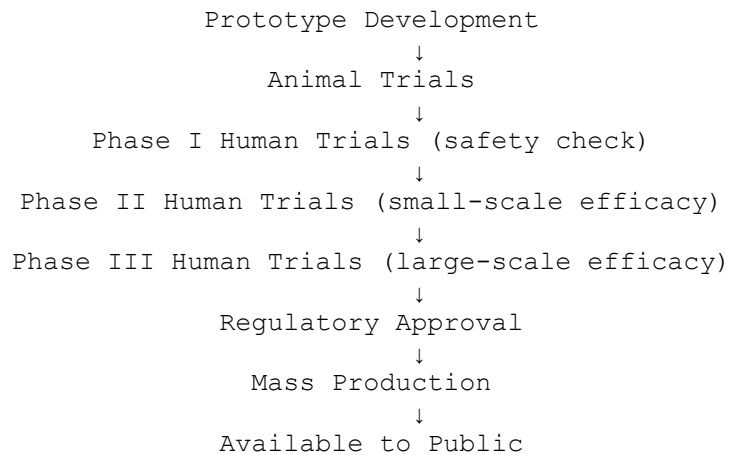 Prototype Development
↓
Animal Trials
↓
Phase I Human Trials (safety check)
↓
Phase II Human Trials (small-scale efficacy)
↓
Phase III Human Trials (large-scale efficacy)
↓
Regulatory Approval
↓
Mass Production
↓
Available to Public